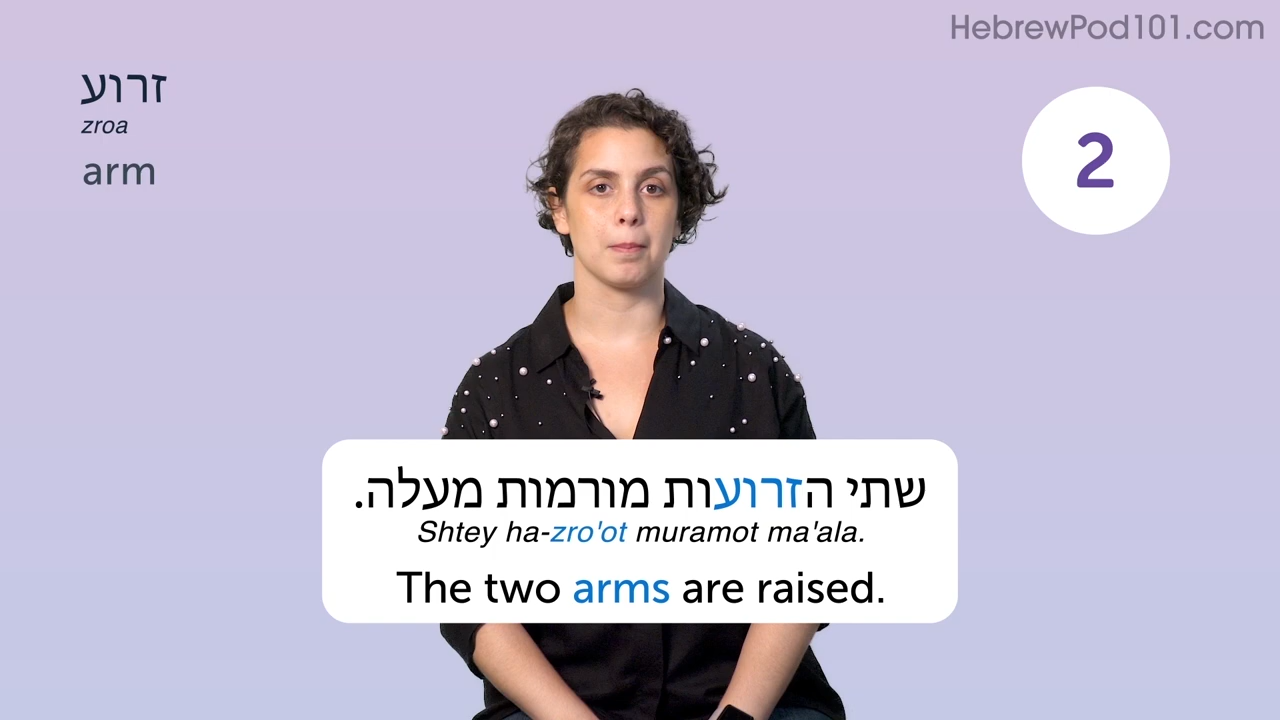 HebrewPod101.com
זרוע
zroa
arm
2
שתי הזרועות מורמות מעלה.
Shtey ha-zro'ot muramot ma'ala.
The two arms are raised.